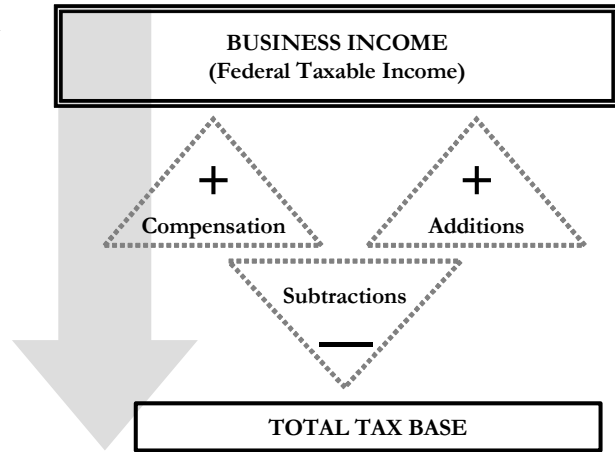 BUSINESS INCOME
(Federal Taxable Income)
+
+
Compensation
Additions
Subtractions
—
TOTAL TAX BASE